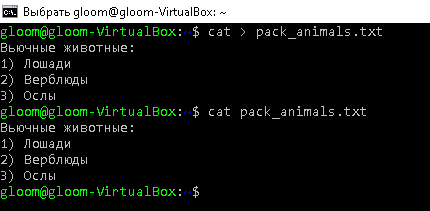 Выбрать gloom@gloom-VirtualBox: ~
gloom@gloom-VirtualBox:~$ cat > pack_animals.txt
Вьючные животные:
1) Лошади
2) Верблюды
3) Ослы
gloom@gloom-VirtualBox:~$ cat pack_animals.txt
Вьючные животные:
1) Лошади
2) Верблюды
3) Ослы
gloom@gloom-VirtualBox:~$